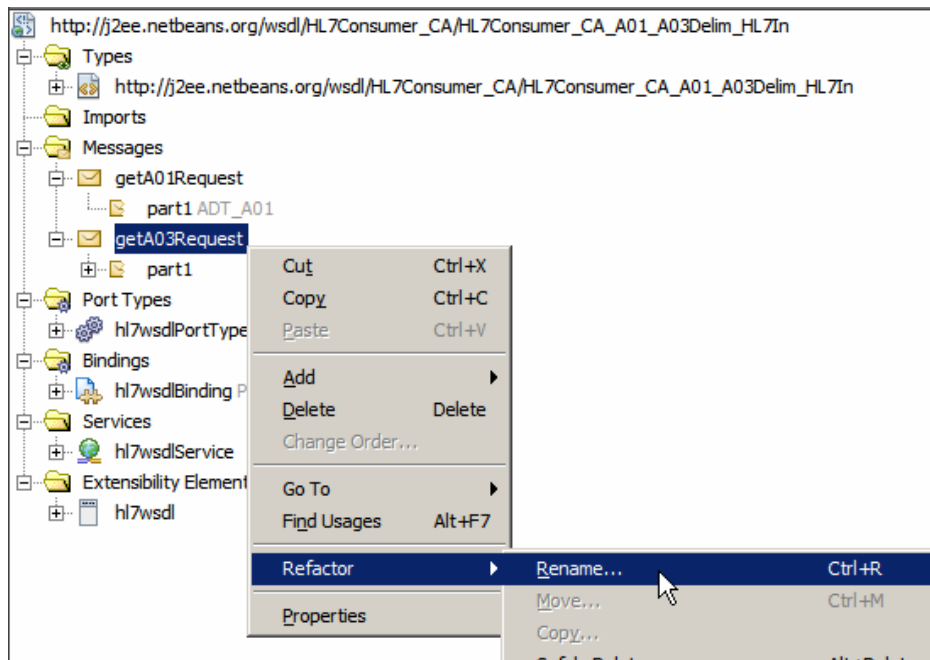 http://j2ee.netbeans.org/wsdl/HL7Consumer_CA/HL7Consumer_CA_A01_A03Delim_HL7In
Types
http://j2ee.netbeans.org/wsdl/HL7Consumer_CA/HL7Consumer_CA_A01_A03Delim_HL7In
Imports
Messages
getA01Request
part1 ADT_A01
getA03Request
part1
Port Types
hl7wsdlPortType
Bindings
hl7wsdlBinding P
Services
hl7wsdlService
Extensibility Element
hl7wsdl
Cut Ctrl+X
Copy Ctrl+C
Paste Ctrl+V
Add
Delete Delete
Change Order...
Go To
Find Usages Alt+F7
Refactor
Properties
Rename... Ctrl+R
Move... Ctrl+M
Copy...